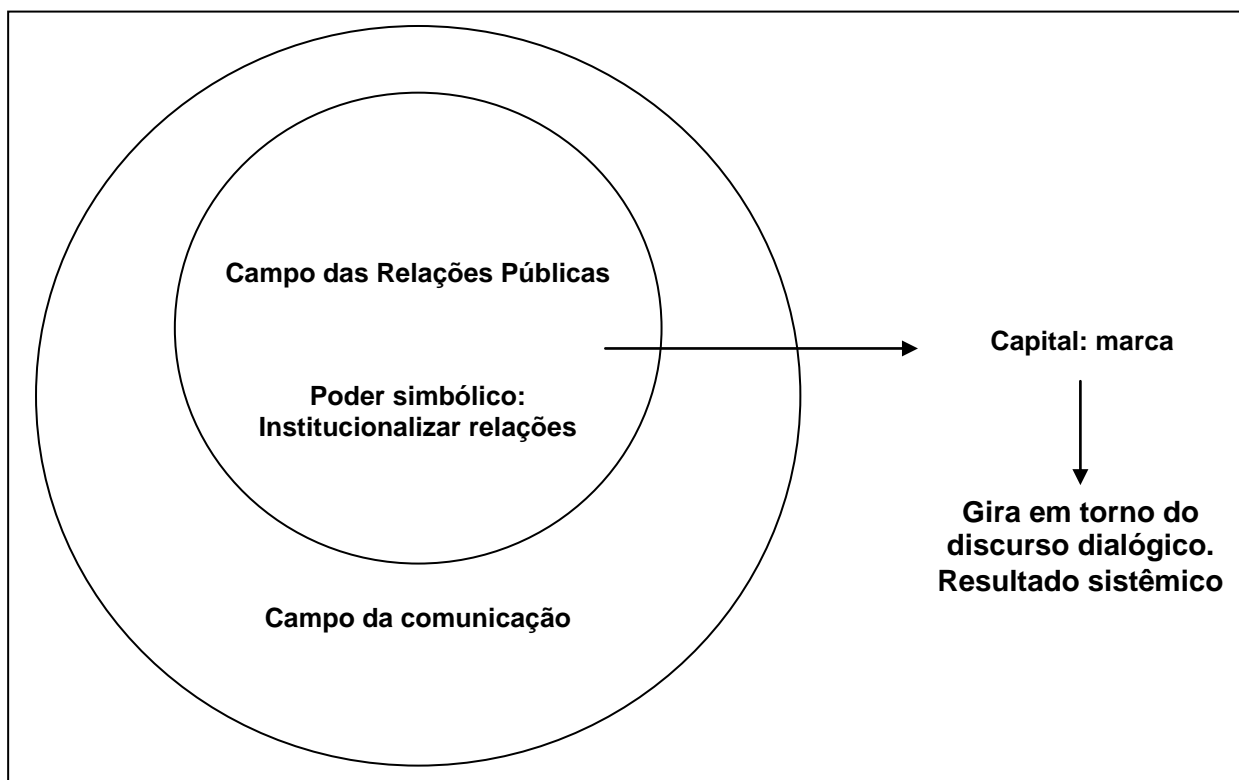 Campo das Relações Públicas
Poder simbólico:
Institucionalizar relações
Campo da comunicação
Capital: marca
Gira em torno do
discurso dialógico.
Resultado sistêmico